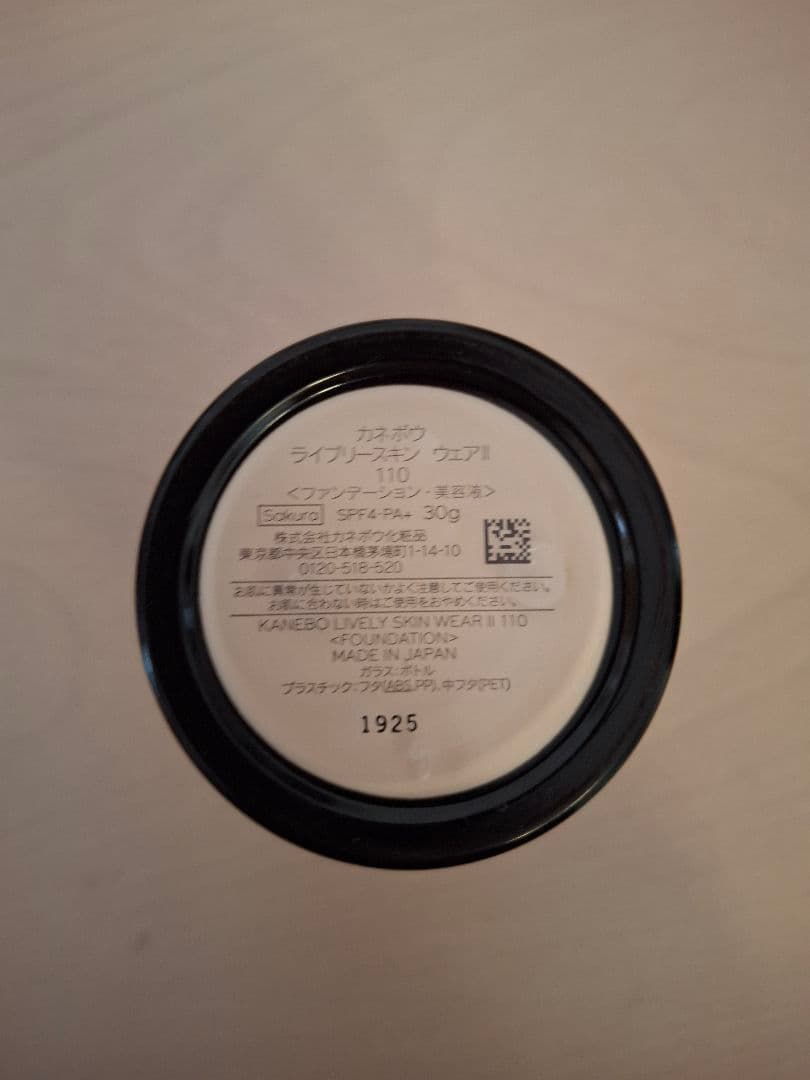 カネボウ
ライブリースキン ウェアⅡ
110
<ファンデーション・美容液>
Sakura SPF4・PA+ 30g
株式会社カネボウ化粧品
東京都中央区日本橋茅場町1-14-10
0120-518-520
お肌に異常が生じていないかよく注意してご使用ください。
お肌に合わない時はご使用をおやめください。
KANEBO LIVELY SKIN WEAR Ⅱ 110
<FOUNDATION>
MADE IN JAPAN
ガラス:ボトル
プラスチック:フタ(ABS,PP),中フタ(PET)
1925